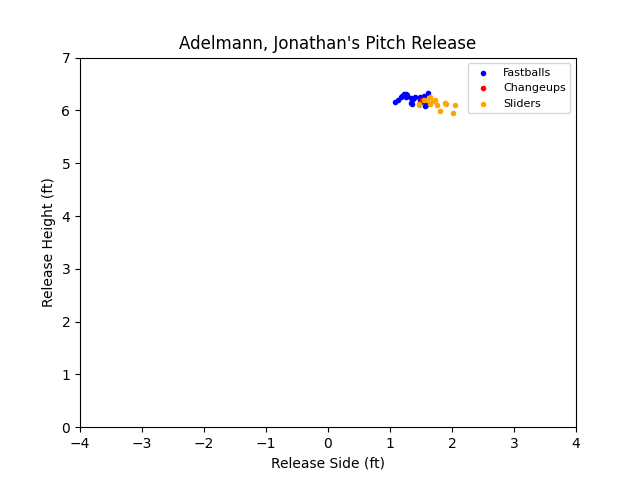 Adelmann, Jonathan's Pitch Release
Release Height (ft)
7
6
5
4
3
2
1
0
Fastballs
Changeups
Sliders
−4 −3 −2 −1 0 1 2 3 4
Release Side (ft)